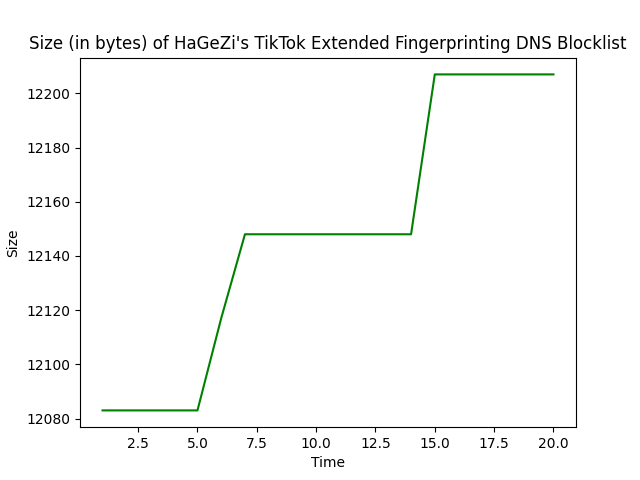 Size (in bytes) of HaGeZi's TikTok Extended Fingerprinting DNS Blocklist
12200
12180
12160
12140
12120
12100
12080
Size
2.5 5.0 7.5 10.0 12.5 15.0 17.5 20.0
Time